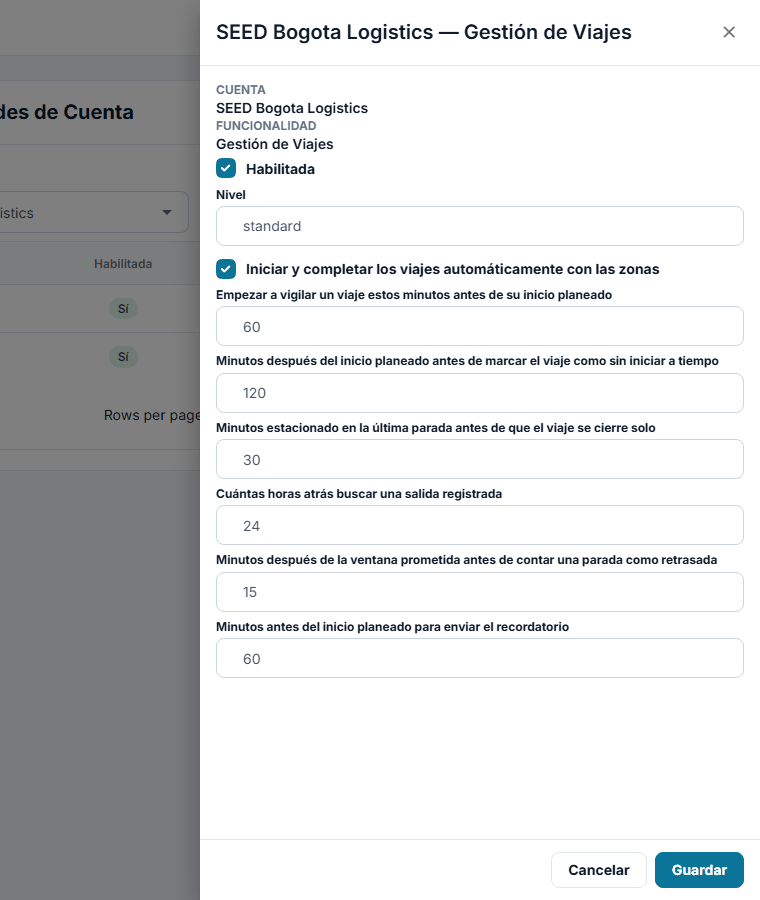 SEED Bogota Logistics — Gestión de Viajes
des de Cuenta
istics
Habilitada
Sí
Sí
Rows per page
CUENTA
SEED Bogota Logistics
FUNCIONALIDAD
Gestión de Viajes
Habilitada
Nivel
standard
Iniciar y completar los viajes automáticamente con las zonas
Empezar a vigilar un viaje estos minutos antes de su inicio planeado
60
Minutos después del inicio planeado antes de marcar el viaje como sin iniciar a tiempo
120
Minutos estacionado en la última parada antes de que el viaje se cierre solo
30
Cuántas horas atrás buscar una salida registrada
24
Minutos después de la ventana prometida antes de contar una parada como retrasada
15
Minutos antes del inicio planeado para enviar el recordatorio
60
Cancelar
Guardar